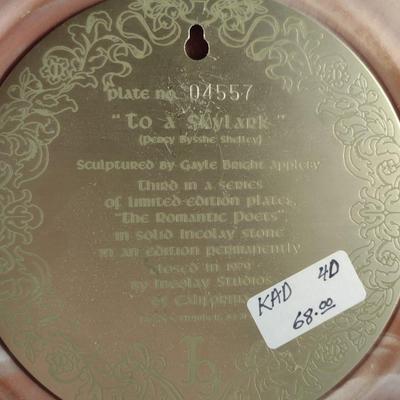 plate no. 04557
"To a Skylark"
(Percy Bysshe Shelley)
Sculptured by Gayle Bright Appleby
Third in a series
of limited-edition plates,
"The Romantic Poets",
in solid Incolay stone
in an edition permanently
closed in 1979
by Incolay Studios
of California
KAD 4D
68.00